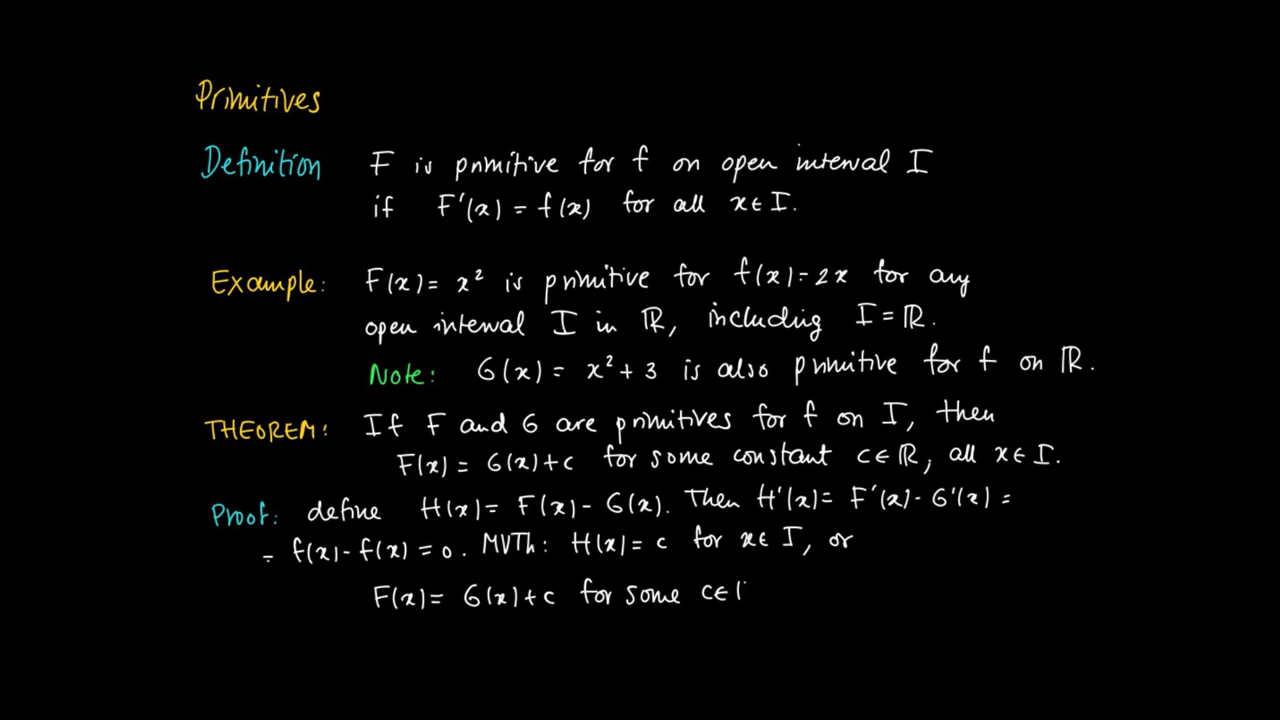 Primitives
Definition F is primitive for f on open interval I
if F'(x) = f(x) for all x ∈ I.
Example: F(x) = x² is primitive for f(x) = 2x for any
open interval I in ℝ, including I = ℝ.
Note: G(x) = x² + 3 is also primitive for f on ℝ.
THEOREM: If F and G are primitives for f on I, then
F(x) = G(x) + c for some constant c ∈ ℝ, all x ∈ I.
Proof: define H(x) = F(x) - G(x). Then H'(x) = F'(x) - G'(x) =
= f(x) - f(x) = 0. MVTh: H(x) = c for x ∈ I, or
F(x) = G(x) + c for some c ∈